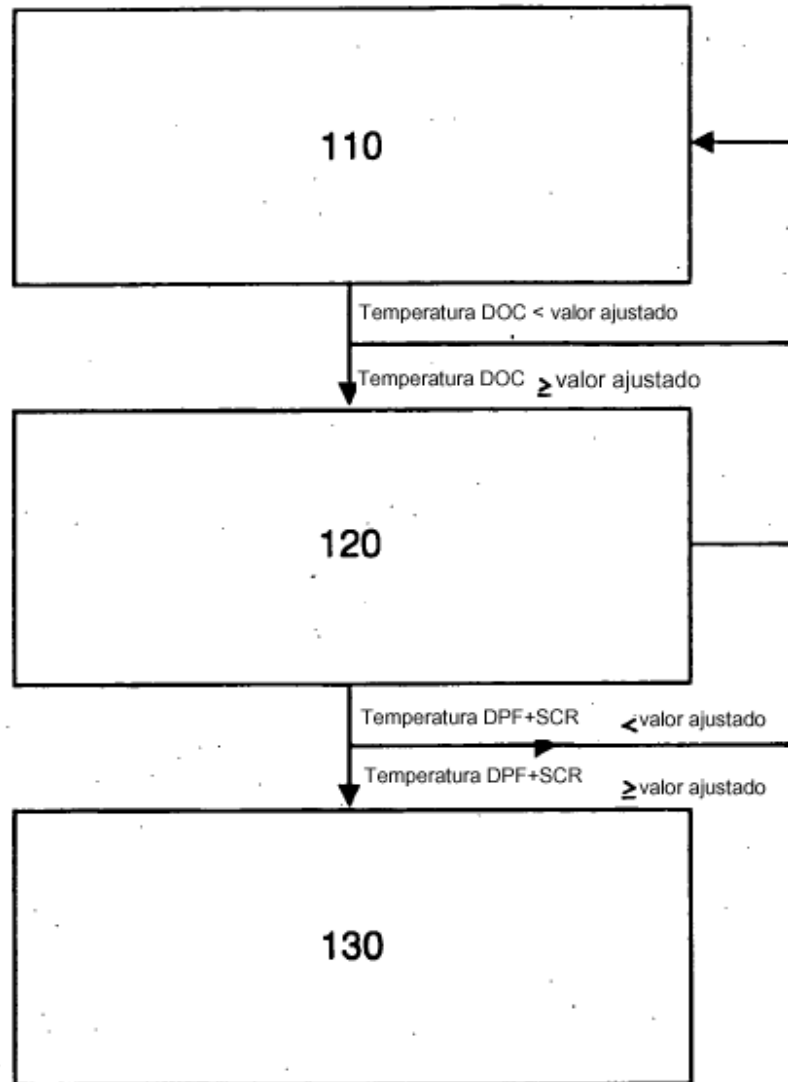 110
Temperatura DOC < valor ajustado
Temperatura DOC ≥ valor ajustado
120
Temperatura DPF+SCR < valor ajustado
Temperatura DPF+SCR ≥ valor ajustado
130